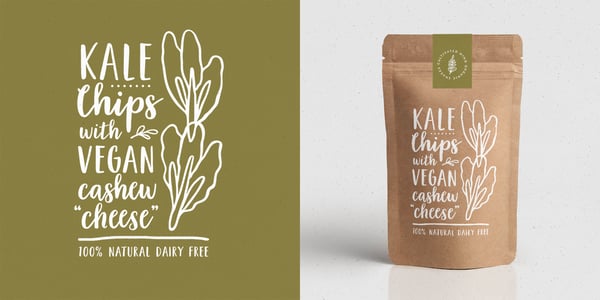 KALE
Chips
with
VEGAN
cashew
"cheese"
100% NATURAL DAIRY FREE
KALE
Chips
with
VEGAN
cashew
"cheese"
100% NATURAL DAIRY FREE